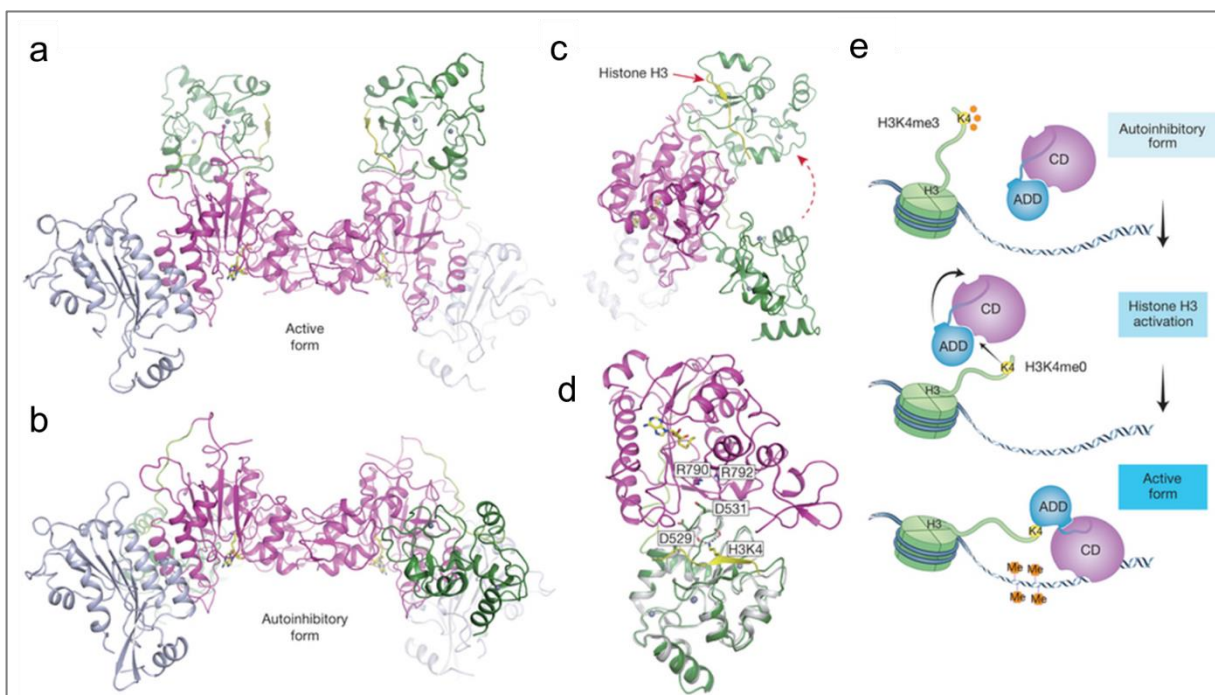 a
Active
form
b
Autoinhibitory
form
c
Histone H3
d
R790
R792
D531
D529
H3K4
e
H3K4me3
K4
H3
CD
ADD
Autoinhibitory
form
CD
ADD
K4
H3K4me0
H3
Histone H3
activation
Active
form
ADD
H3
K4
CD
Me Me
Me Me